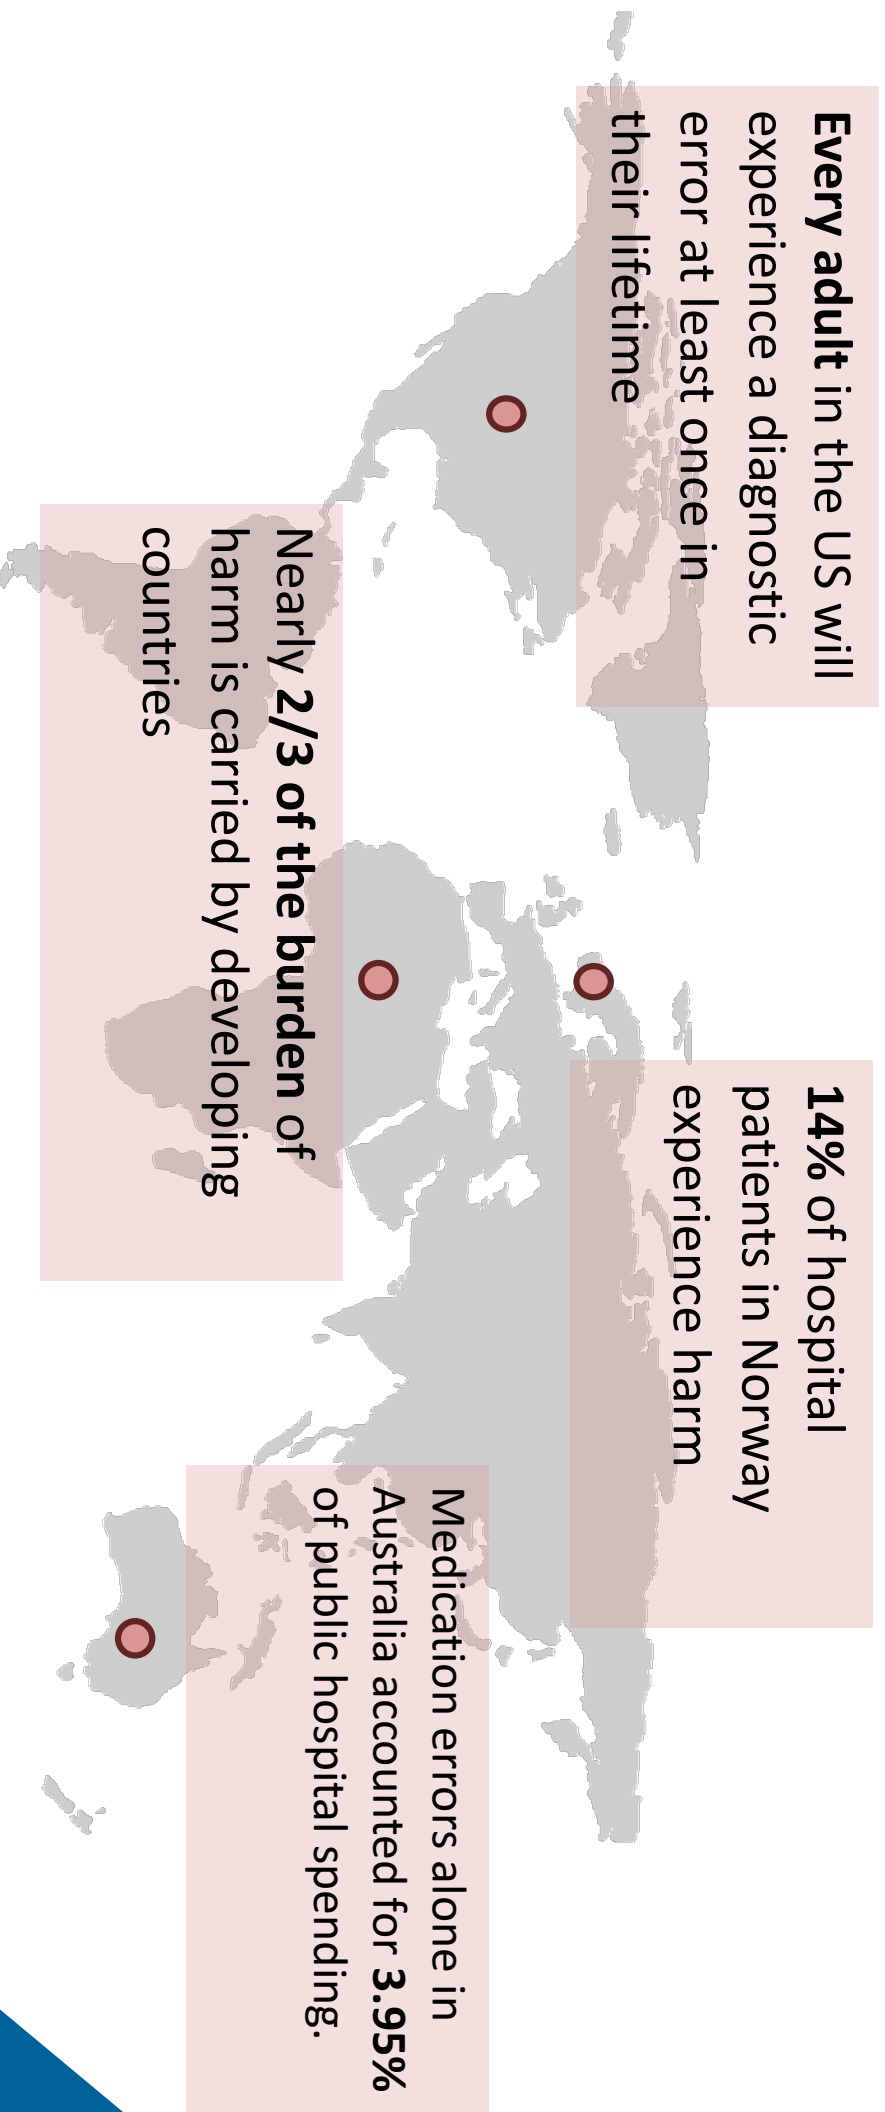 Every adult in the US will
experience a diagnostic
error at least once in
their lifetime
14% of hospital
patients in Norway
experience harm
Nearly 2/3 of the burden of
harm is carried by developing
countries
Medication errors alone in
Australia accounted for 3.95%
of public hospital spending.